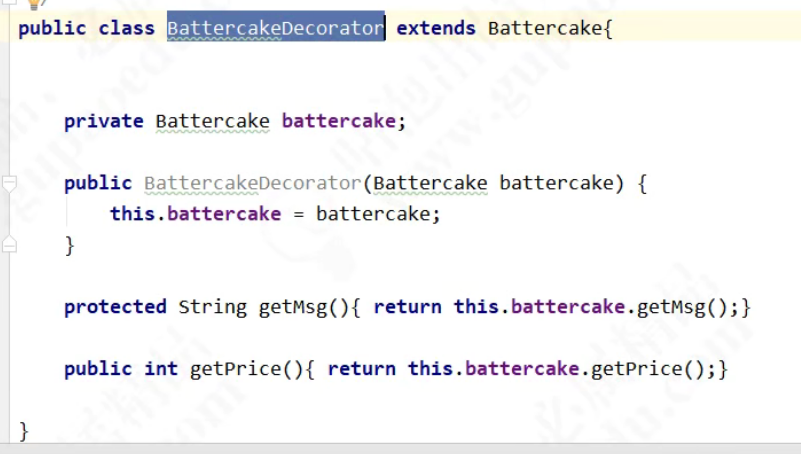 public class BattercakeDecorator extends Battercake{
private Battercake battercake;
public BattercakeDecorator(Battercake battercake) {
this.battercake = battercake;
}
protected String getMsg(){ return this.battercake.getMsg();}
public int getPrice(){ return this.battercake.getPrice();}
}